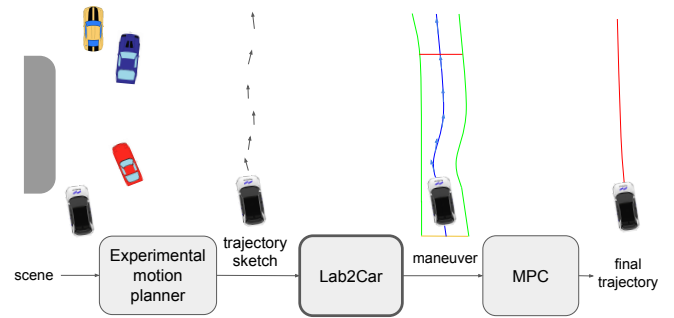 scene
Experimental
motion
planner
trajectory
sketch
Lab2Car
maneuver
MPC
final
trajectory